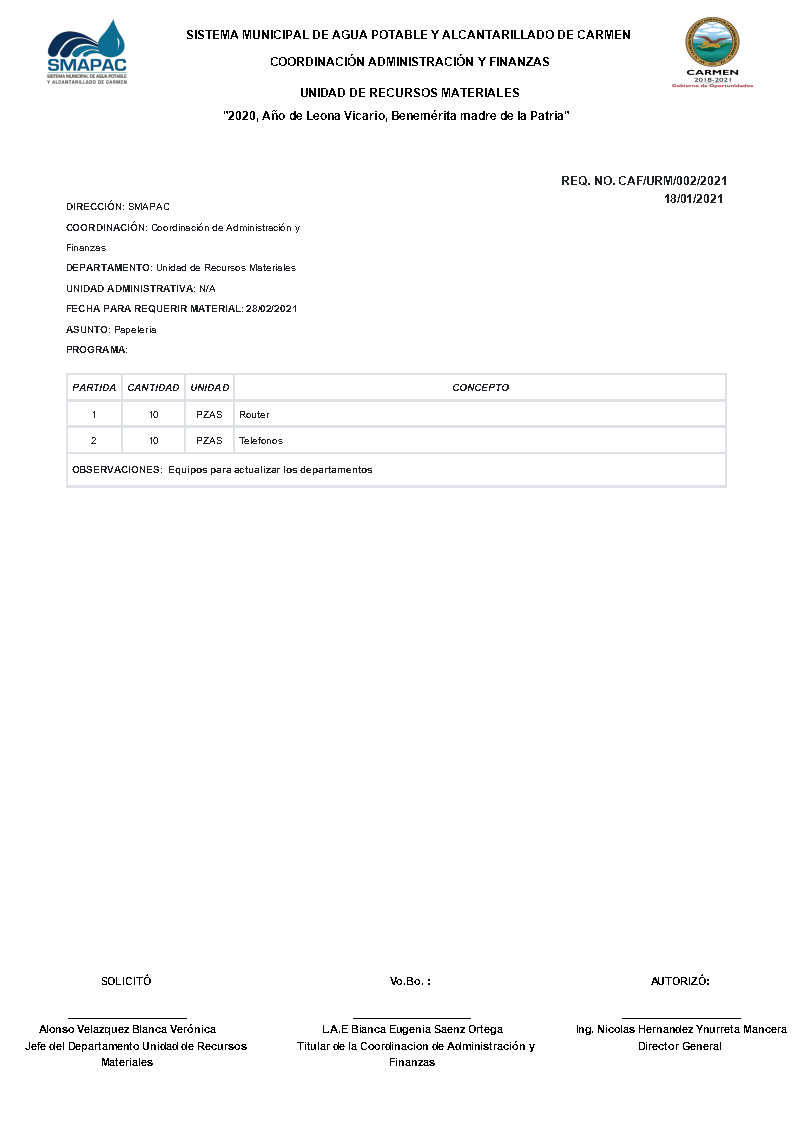 SMAPAC
SISTEMA MUNICIPAL DE AGUA POTABLE
Y ALCANTARILLADO DE CARMEN
SISTEMA MUNICIPAL DE AGUA POTABLE Y ALCANTARILLADO DE CARMEN
COORDINACIÓN ADMINISTRACIÓN Y FINANZAS
UNIDAD DE RECURSOS MATERIALES
"2020, Año de Leona Vicario, Benemérita madre de la Patria"
CARMEN
2018-2021
Gobierno de Oportunidades
REQ. NO. CAF/URM/002/2021
18/01/2021
DIRECCIÓN: SMAPAC
COORDINACIÓN: Coordinación de Administración y
Finanzas
DEPARTAMENTO: Unidad de Recursos Materiales
UNIDAD ADMINISTRATIVA: N/A
FECHA PARA REQUERIR MATERIAL: 28/02/2021
ASUNTO: Papeleria
PROGRAMA:
PARTIDA CANTIDAD UNIDAD CONCEPTO
1 10 PZAS Router
2 10 PZAS Telefonos
OBSERVACIONES: Equipos para actualizar los departamentos
SOLICITÓ Vo.Bo. : AUTORIZÓ:
Alonso Velazquez Blanca Verónica L.A.E Bianca Eugenia Saenz Ortega Ing. Nicolas Hernandez Ynurreta Mancera
Jefe del Departamento Unidad de Recursos Titular de la Coordinacion de Administración y Director General
Materiales Finanzas